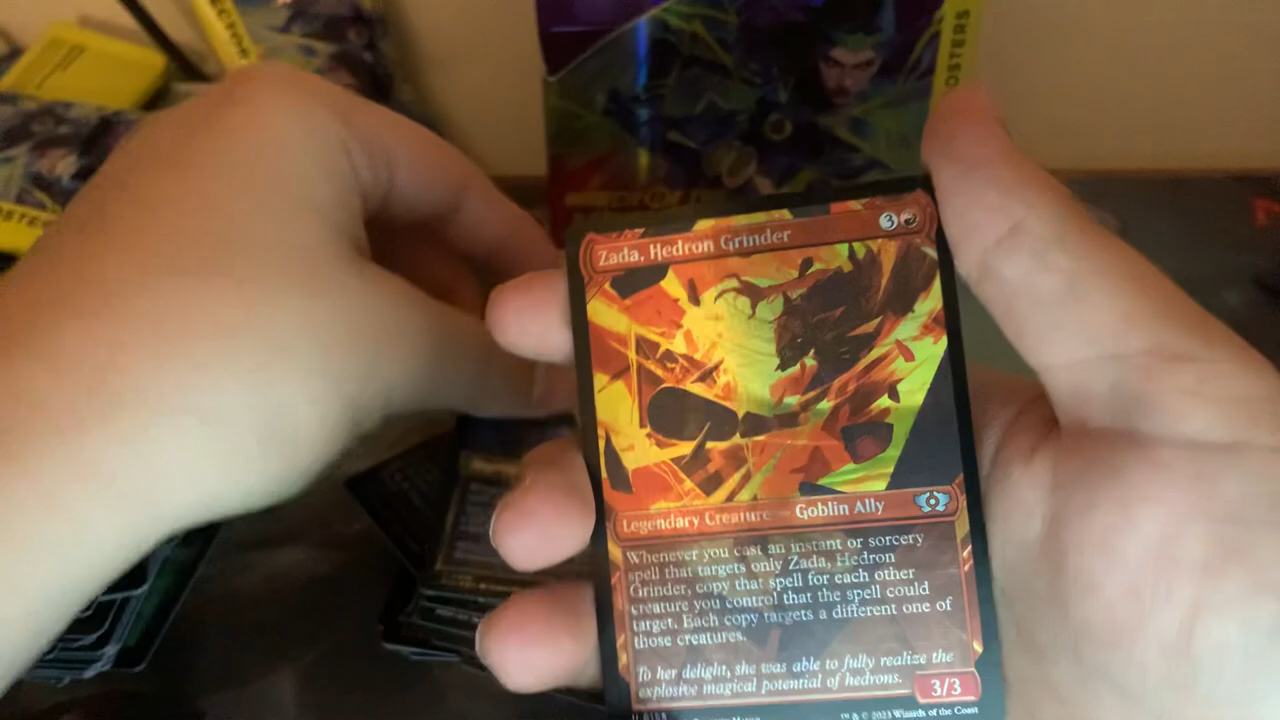 OSTERS
OSTER
Zada, Hedron Grinder
3
Legendary Creature — Goblin Ally
Whenever you cast an instant or sorcery
spell that targets only Zada, Hedron
Grinder, copy that spell for each other
creature you control that the spell could
target. Each copy targets a different one of
those creatures.
To her delight, she was able to fully realize the
explosive magical potential of hedrons.
3/3
™ & © 2023 Wizards of the Coast